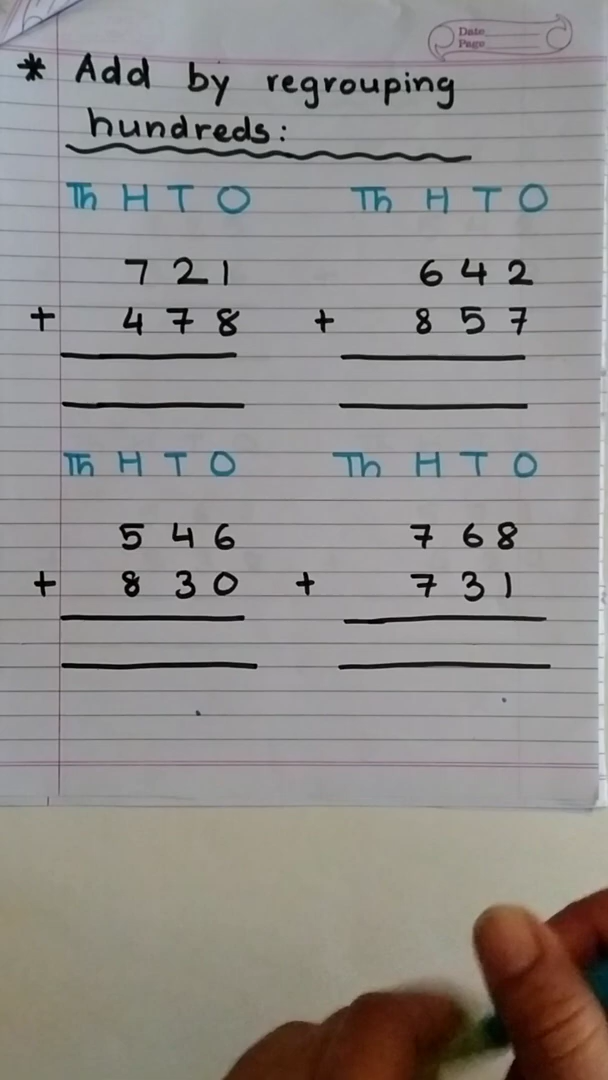 Date
Page
* Add by regrouping
hundreds:
Th H T O Th H T O
7 2 1 6 4 2
+ 4 7 8 + 8 5 7
Th H T O Th H T O
5 4 6 7 6 8
+ 8 3 0 + 7 3 1